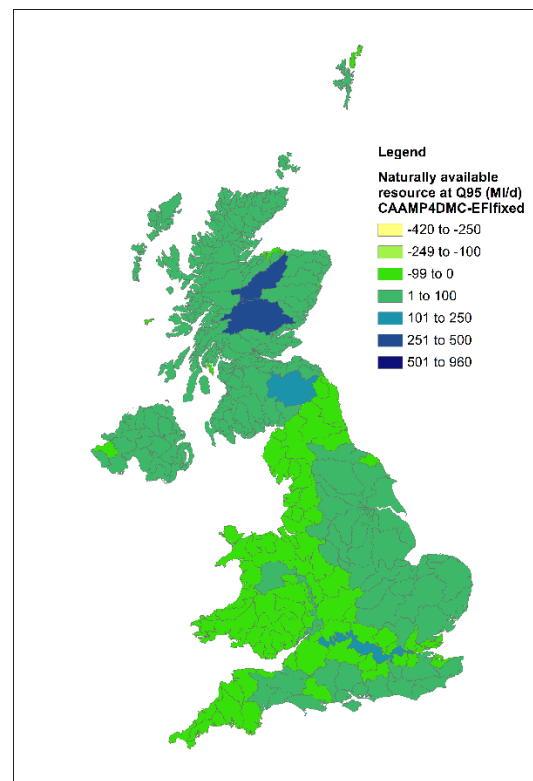 Legend
Naturally available
resource at Q95 (Ml/d)
CAAMP4DMC-EFIfixed
-420 to -250
-249 to -100
-99 to 0
1 to 100
101 to 250
251 to 500
501 to 960